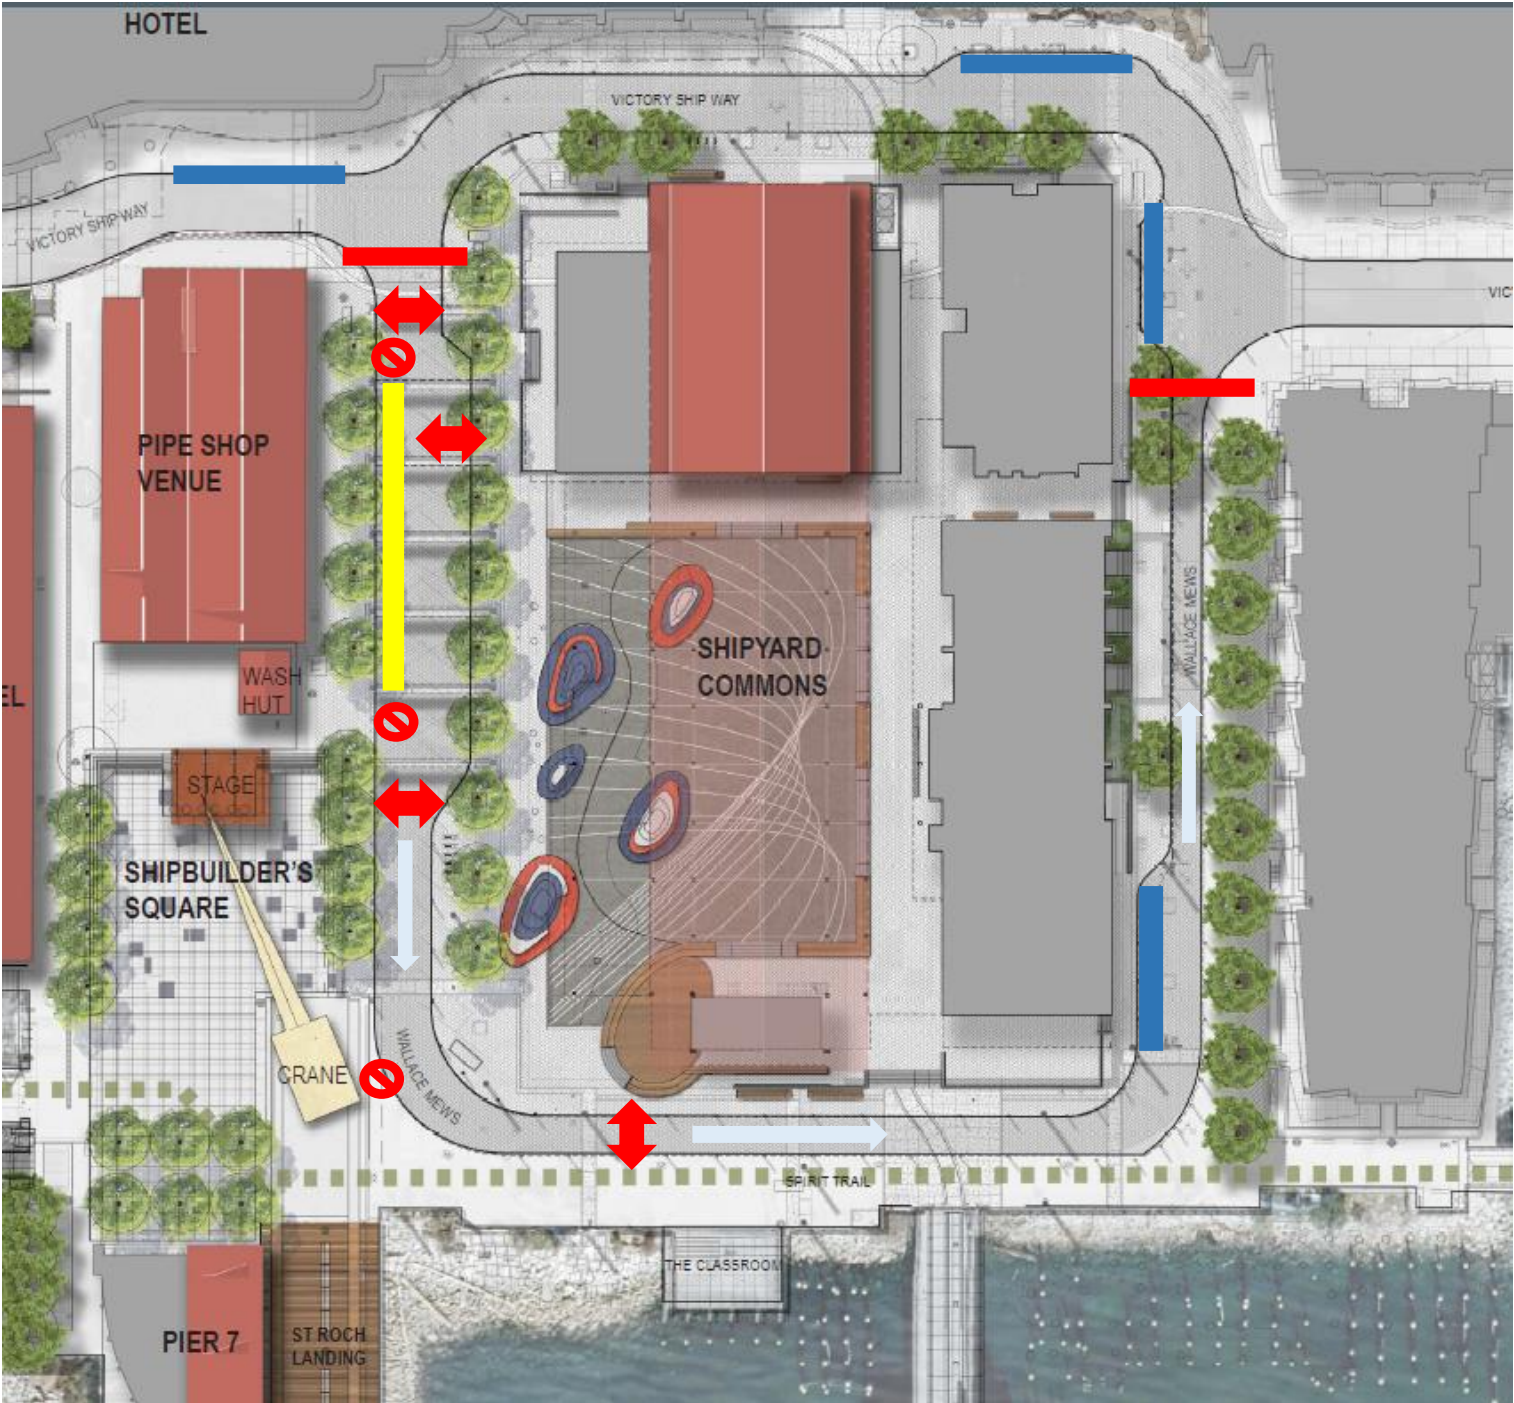 HOTEL
VICTORY SHIP WAY
VICTORY SHIP WAY
VIC
PIPE SHOP
VENUE
WASH
HUT
EL
STAGE
SHIPBUILDER'S
SQUARE
SHIPYARD
COMMONS
WALLACE MEWS
CRANE
WALLACE MEWS
SPIRIT TRAIL
THE CLASSROOM
PIER 7
ST ROCH
LANDING